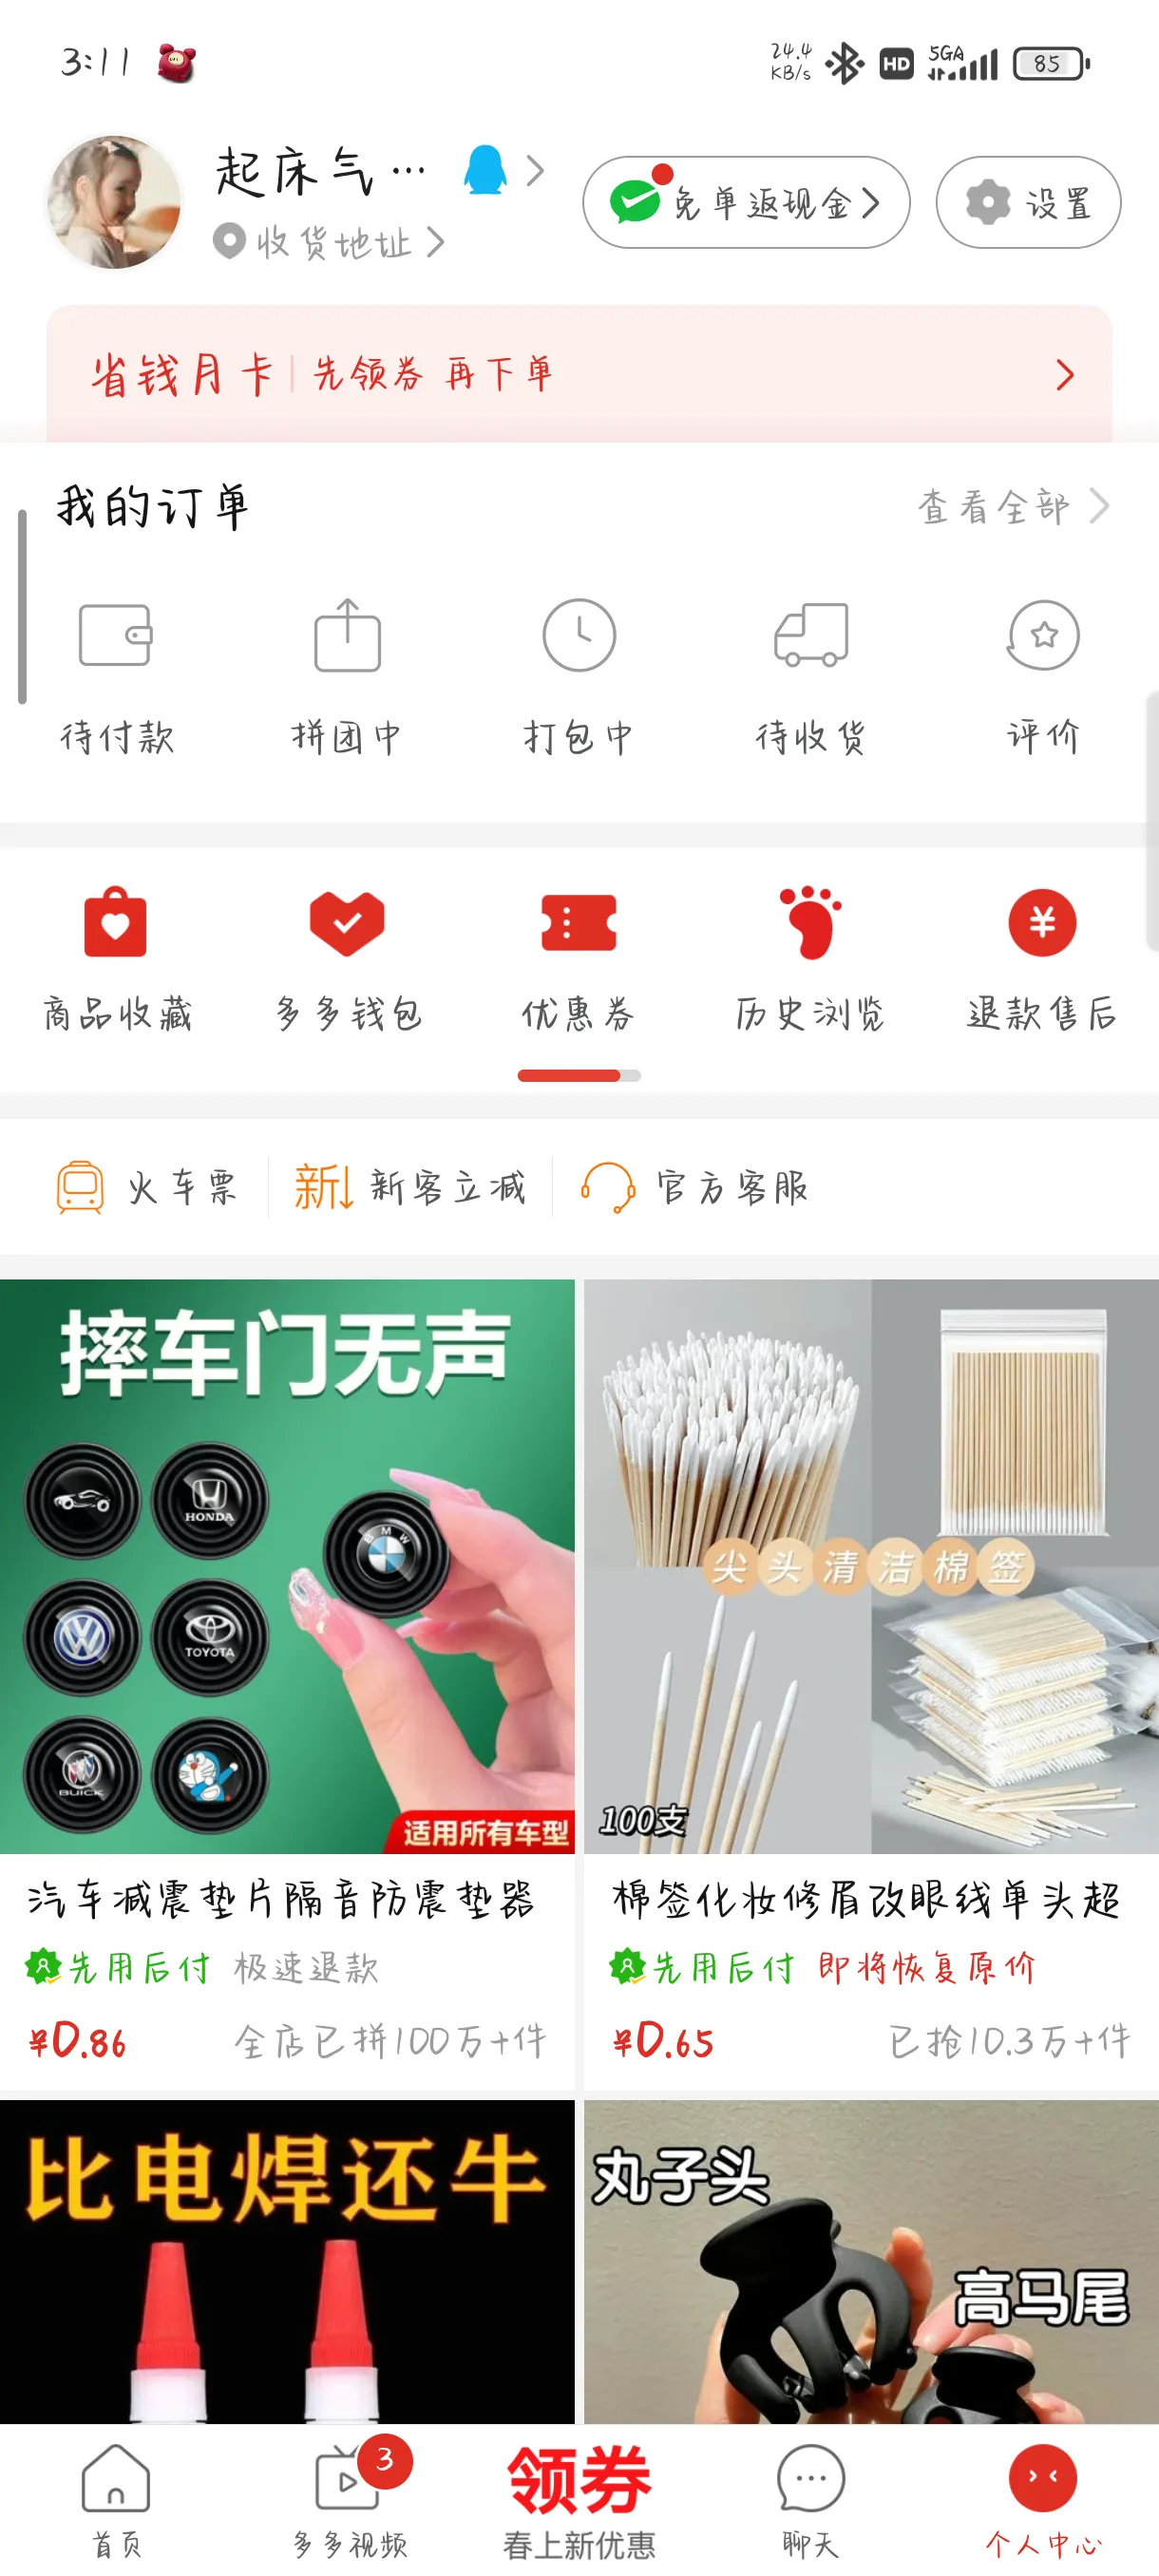 3:11
24.4
KB/s
HD
5GA
85
起床气…
免单返现金
设置
收货地址
省钱月卡 先领券 再下单
我的订单
查看全部
待付款
拼团中
打包中
待收货
评价
商品收藏
多多钱包
优惠券
历史浏览
退款售后
火车票
新↓ 新客立减
官方客服
摔车门无声
HONDA
BMW
TOYOTA
BUICK
适用所有车型
尖头清洁棉签
100支
汽车减震垫片隔音防震垫器
先用后付 极速退款
¥0.86 全店已拼100万+件
棉签化妆修眉改眼线单头超
先用后付 即将恢复原价
¥0.65 已抢10.3万+件
比电焊还牛
丸子头
高马尾
首页
3
多多视频
领券
春上新优惠
聊天
个人中心